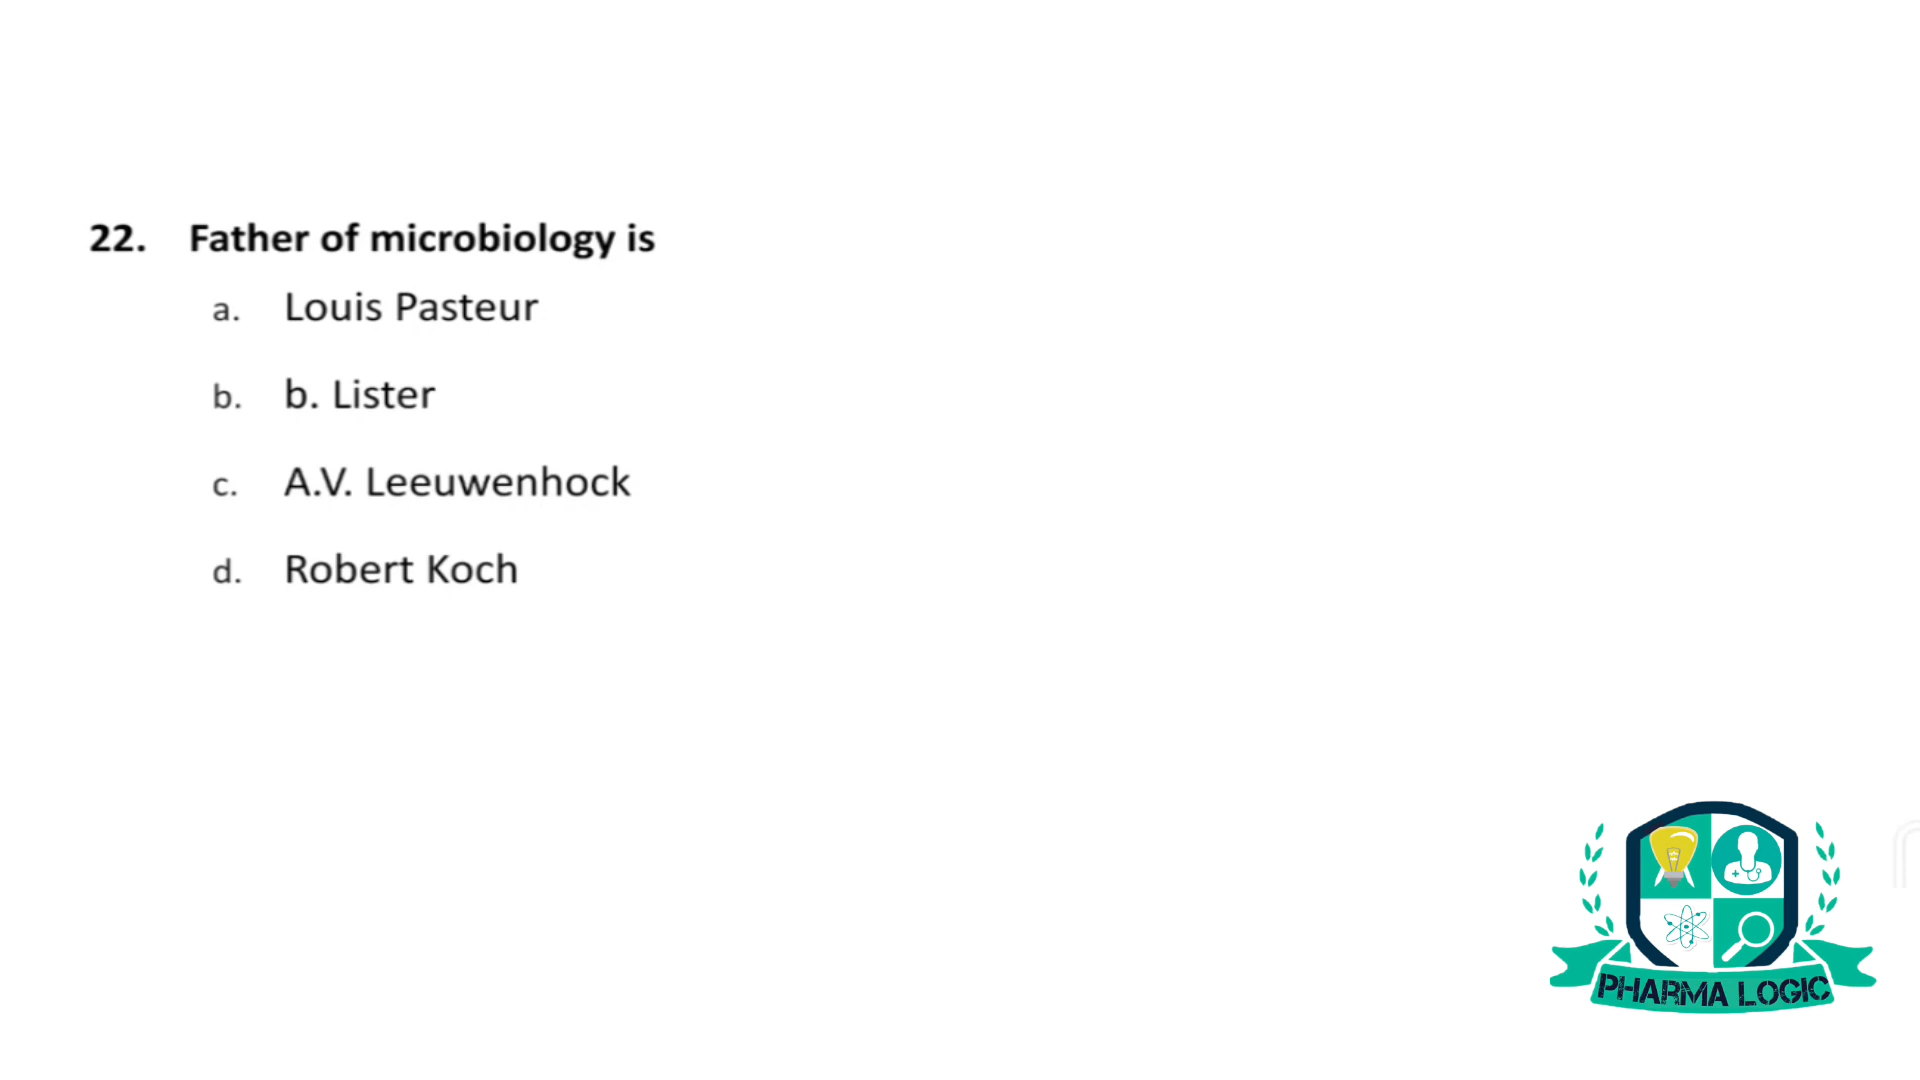 22. Father of microbiology is
a. Louis Pasteur
b. b. Lister
c. A.V. Leeuwenhock
d. Robert Koch
PHARMA LOGIC